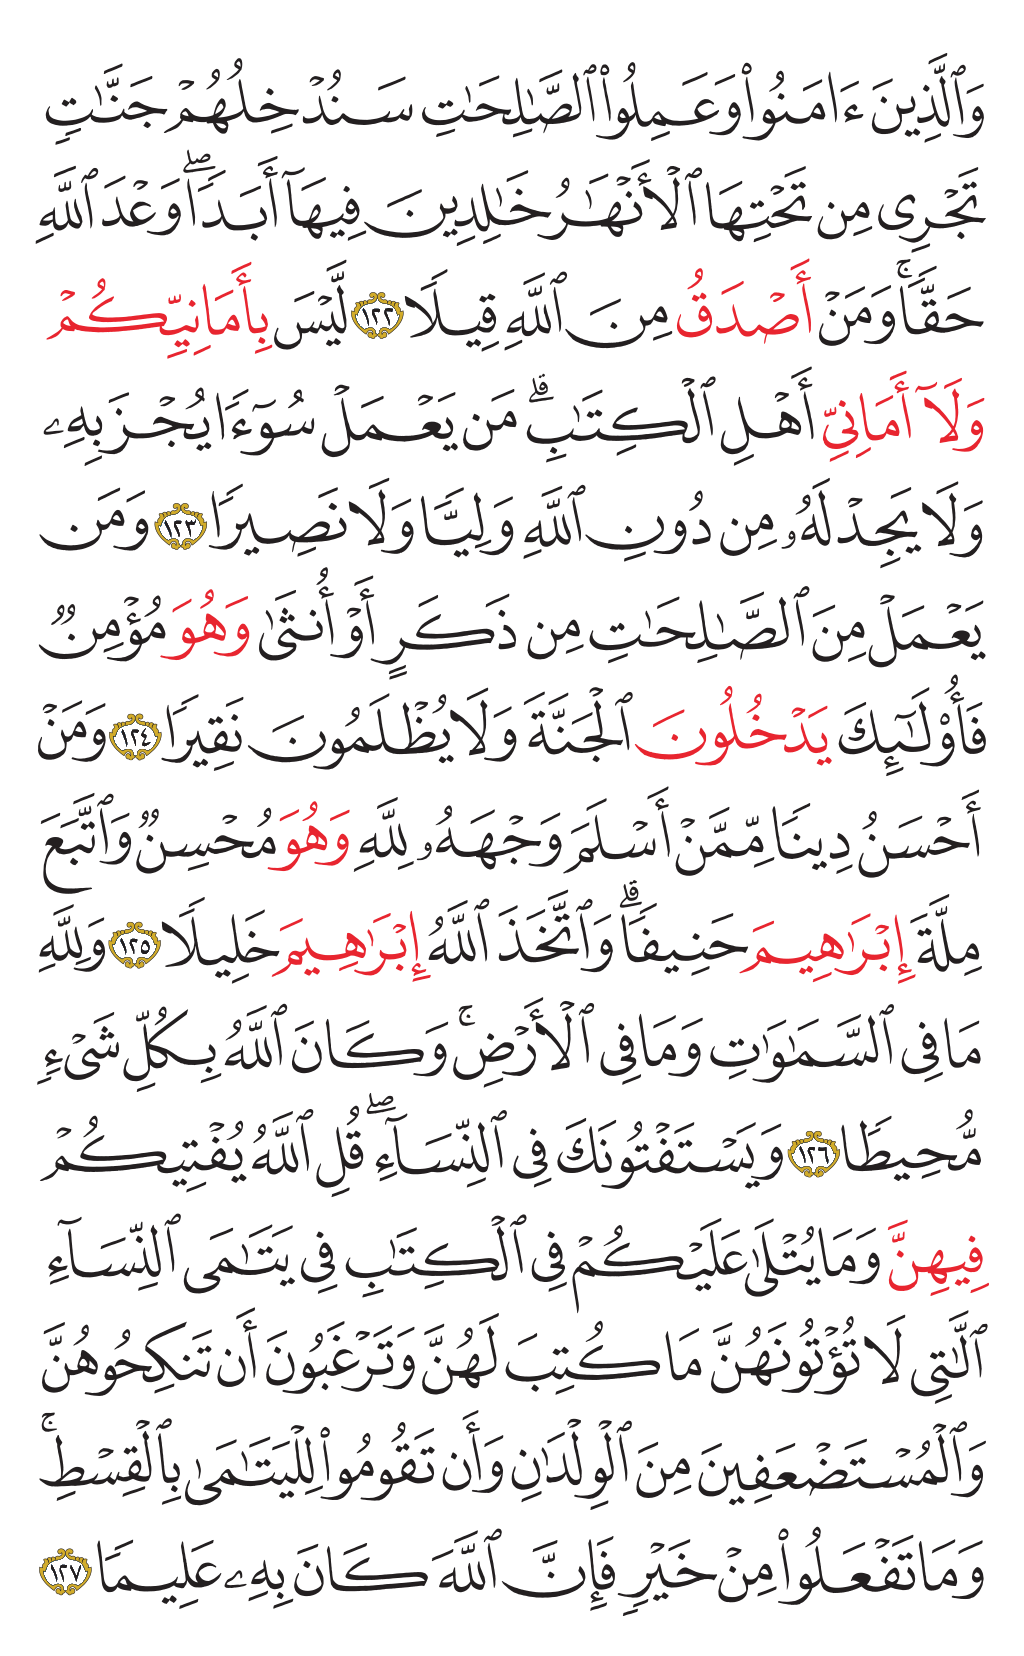 وَٱلَّذِينَ ءَامَنُوا۟ وَعَمِلُوا۟ ٱلصَّـٰلِحَـٰتِ سَنُدْخِلُهُمْ جَنَّـٰتٍ
تَجْرِى مِن تَحْتِهَا ٱلْأَنْهَـٰرُ خَـٰلِدِينَ فِيهَآ أَبَدًا ۖ وَعْدَ ٱللَّهِ
حَقًّا ۚ وَمَنْ أَصْدَقُ مِنَ ٱللَّهِ قِيلًا ١٢٢ لَّيْسَ بِأَمَانِيِّكُمْ
وَلَآ أَمَانِىِّ أَهْلِ ٱلْكِتَـٰبِ ۗ مَن يَعْمَلْ سُوٓءًا يُجْزَ بِهِۦ
وَلَا يَجِدْ لَهُۥ مِن دُونِ ٱللَّهِ وَلِيًّا وَلَا نَصِيرًا ١٢٣ وَمَن
يَعْمَلْ مِنَ ٱلصَّـٰلِحَـٰتِ مِن ذَكَرٍ أَوْ أُنثَىٰ وَهُوَ مُؤْمِنٌ
فَأُو۟لَـٰٓئِكَ يَدْخُلُونَ ٱلْجَنَّةَ وَلَا يُظْلَمُونَ نَقِيرًا ١٢٤ وَمَنْ
أَحْسَنُ دِينًا مِّمَّنْ أَسْلَمَ وَجْهَهُۥ لِلَّهِ وَهُوَ مُحْسِنٌ وَٱتَّبَعَ
مِلَّةَ إِبْرَٰهِيمَ حَنِيفًا ۗ وَٱتَّخَذَ ٱللَّهُ إِبْرَٰهِيمَ خَلِيلًا ١٢٥ وَلِلَّهِ
مَا فِى ٱلسَّمَـٰوَٰتِ وَمَا فِى ٱلْأَرْضِ ۚ وَكَانَ ٱللَّهُ بِكُلِّ شَىْءٍ
مُّحِيطًا ١٢٦ وَيَسْتَفْتُونَكَ فِى ٱلنِّسَآءِ ۖ قُلِ ٱللَّهُ يُفْتِيكُمْ
فِيهِنَّ وَمَا يُتْلَىٰ عَلَيْكُمْ فِى ٱلْكِتَـٰبِ فِى يَتَـٰمَى ٱلنِّسَآءِ
ٱلَّـٰتِى لَا تُؤْتُونَهُنَّ مَا كُتِبَ لَهُنَّ وَتَرْغَبُونَ أَن تَنكِحُوهُنَّ
وَٱلْمُسْتَضْعَفِينَ مِنَ ٱلْوِلْدَٰنِ وَأَن تَقُومُوا۟ لِلْيَتَـٰمَىٰ بِٱلْقِسْطِ ۚ
وَمَا تَفْعَلُوا۟ مِنْ خَيْرٍ فَإِنَّ ٱللَّهَ كَانَ بِهِۦ عَلِيمًا ١٢٧